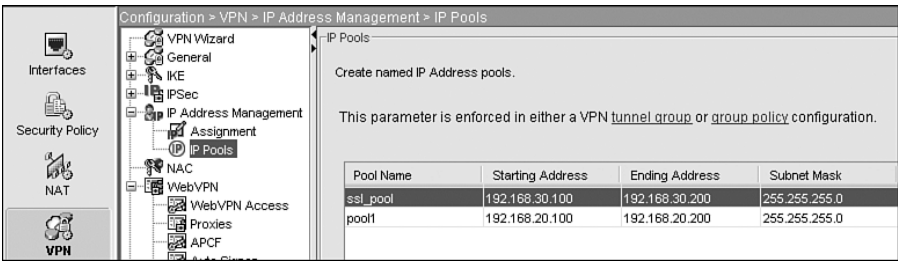 Configuration > VPN > IP Address Management > IP Pools
Interfaces
Security Policy
NAT
VPN
VPN Wizard
General
IKE
IPSec
IP Address Management
Assignment
IP Pools
NAC
WebVPN
WebVPN Access
Proxies
APCF
IP Pools
Create named IP Address pools.
This parameter is enforced in either a VPN tunnel group or group policy configuration.
Pool Name Starting Address Ending Address Subnet Mask
ssl_pool 192.168.30.100 192.168.30.200 255.255.255.0
pool1 192.168.20.100 192.168.20.200 255.255.255.0